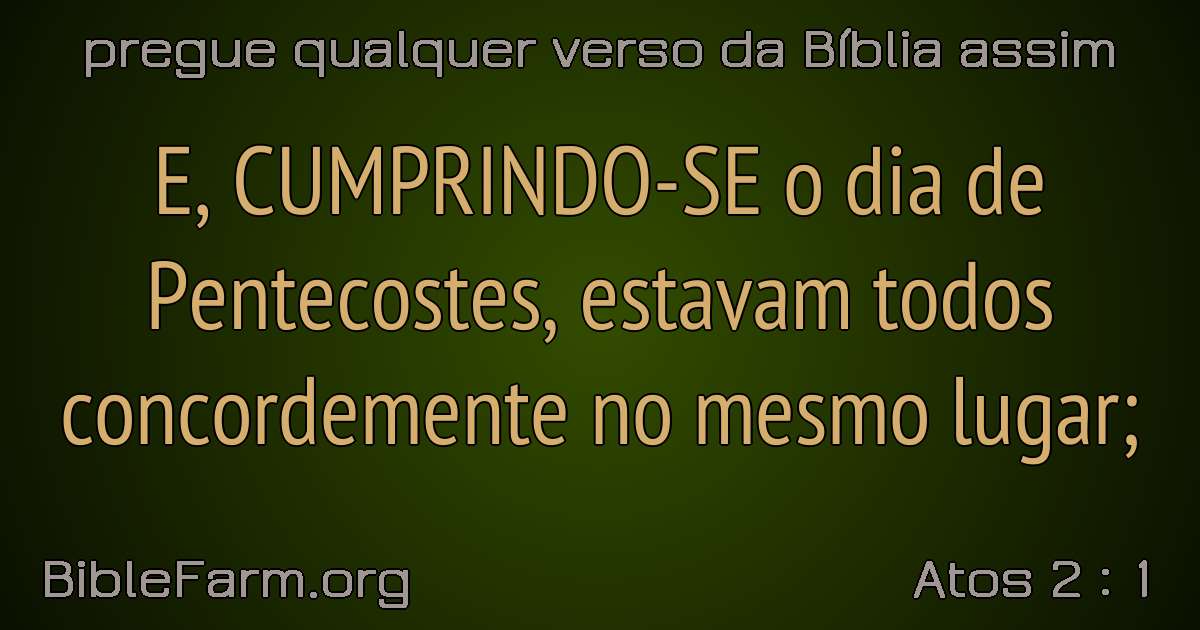 pregue qualquer verso da Bíblia assim
E, CUMPRINDO-SE o dia de
Pentecostes, estavam todos
concordemente no mesmo lugar;
BibleFarm.org
Atos 2 : 1